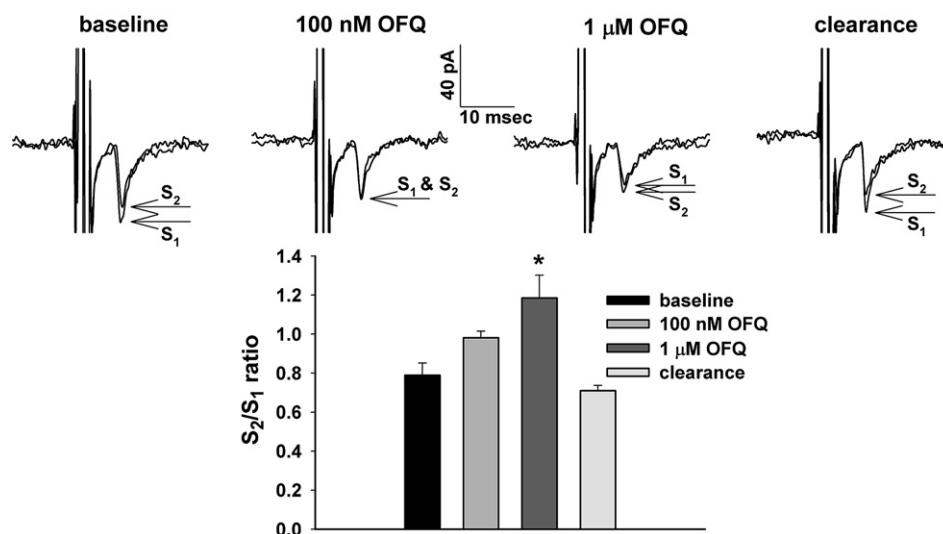 baseline 100 nM OFQ 1 μM OFQ clearance
40 pA
10 msec
S₂
S₁
S₁ & S₂
S₁
S₂
S₂
S₁
S₂/S₁ ratio
1.4
1.2
1.0
0.8
0.6
0.4
0.2
0.0
*
baseline
100 nM OFQ
1 μM OFQ
clearance